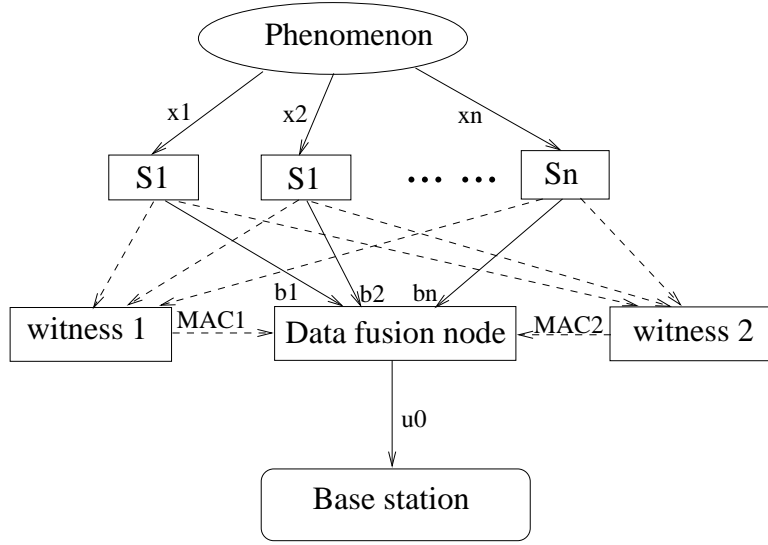 Phenomenon
x1
x2
xn
S1
S1
... ...
Sn
b1
b2
bn
witness 1
MAC1
Data fusion node
MAC2
witness 2
u0
Base station